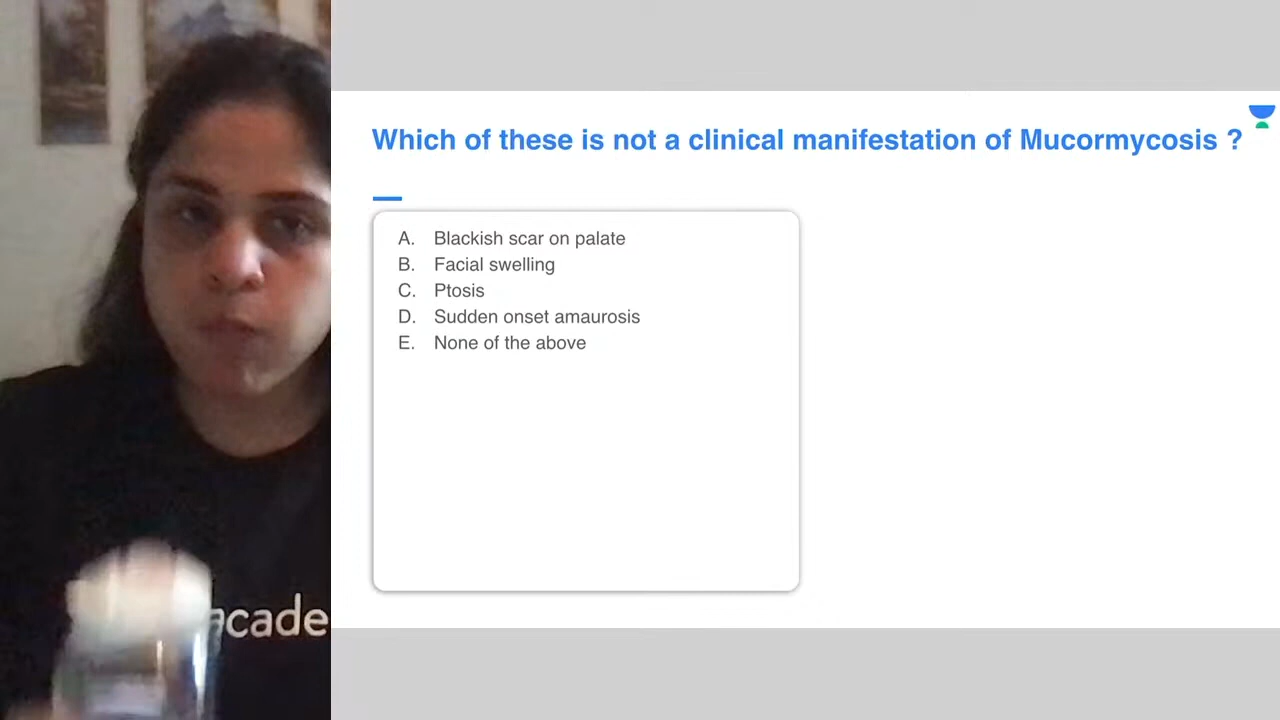 Which of these is not a clinical manifestation of Mucormycosis ?
A. Blackish scar on palate
B. Facial swelling
C. Ptosis
D. Sudden onset amaurosis
E. None of the above
acade